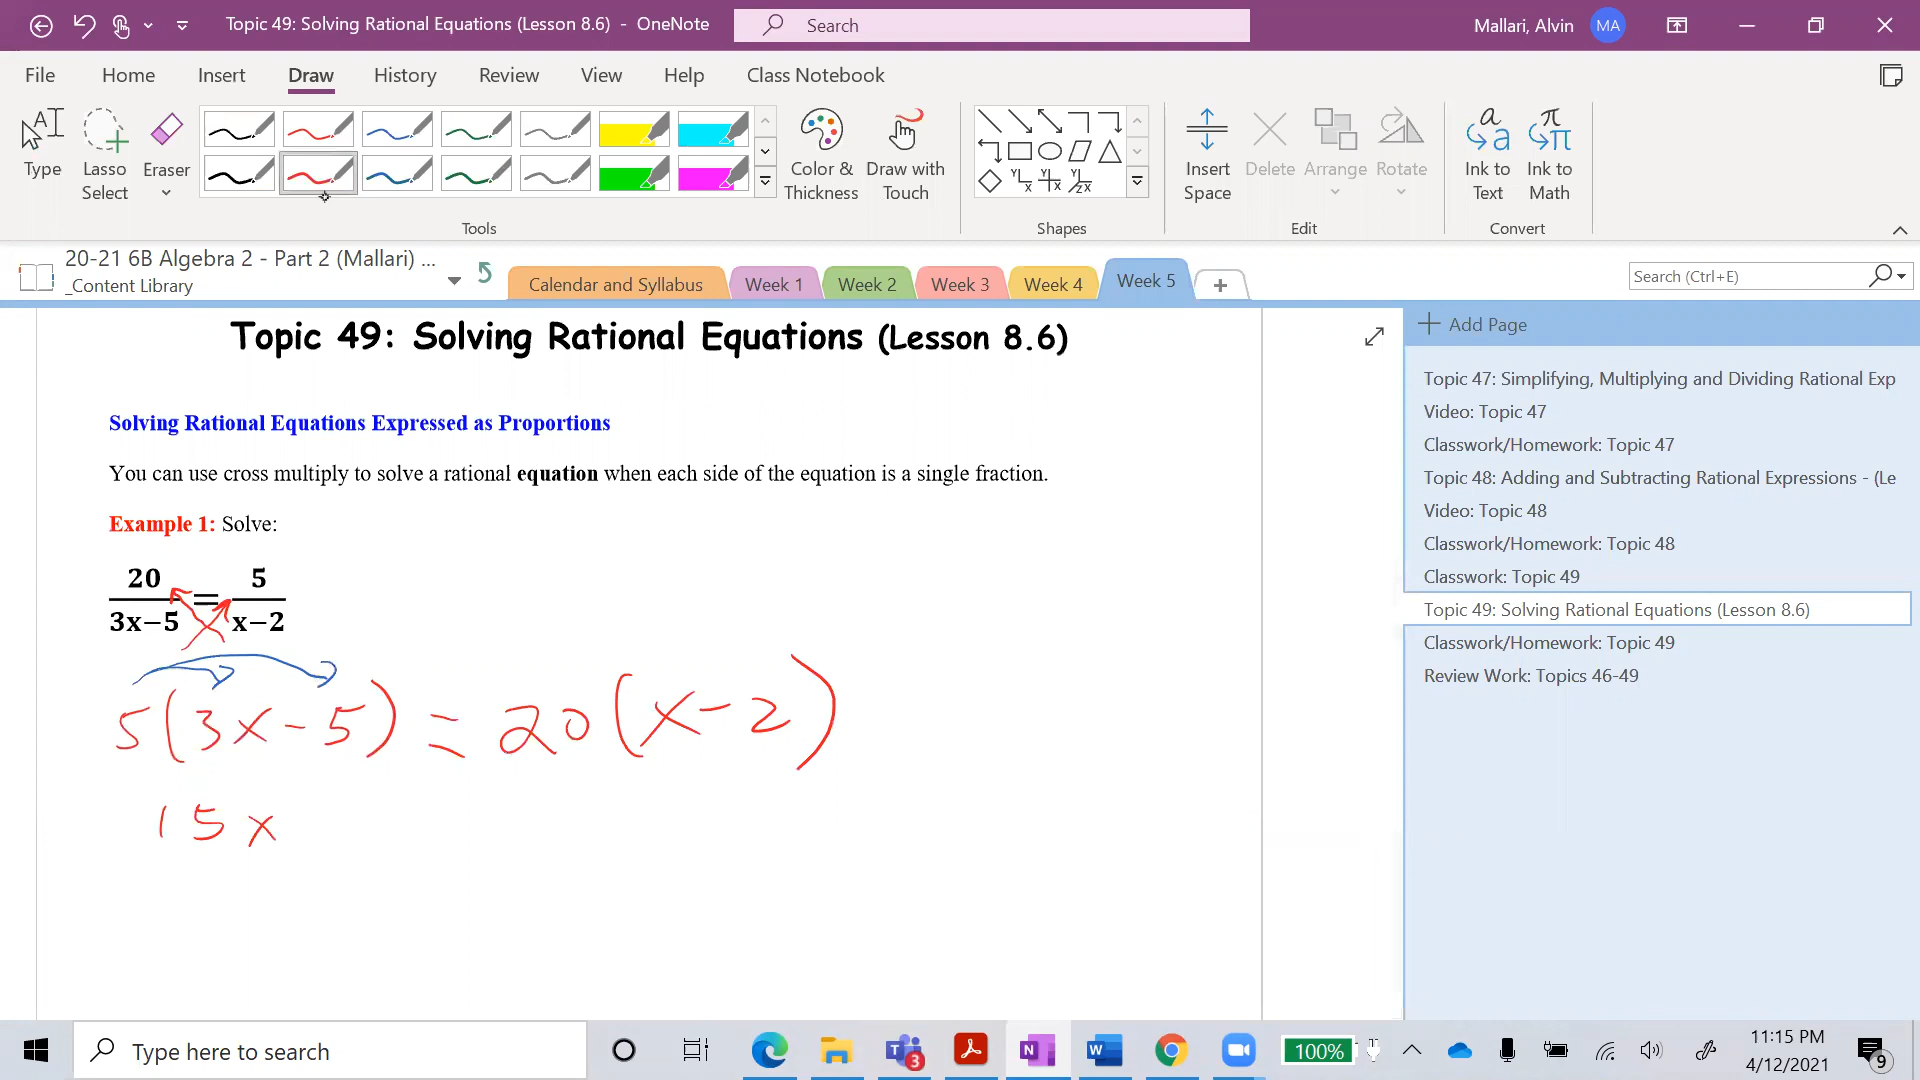 Topic 49: Solving Rational Equations (Lesson 8.6) - OneNote
Search
Mallari, Alvin
MA
File Home Insert Draw History Review View Help Class Notebook
Type
Lasso Select
Eraser
Color & Thickness
Draw with Touch
Insert Space
Delete
Arrange
Rotate
Ink to Text
Ink to Math
Tools
Shapes
Edit
Convert
20-21 6B Algebra 2 - Part 2 (Mallari) ...
_Content Library
Calendar and Syllabus
Week 1
Week 2
Week 3
Week 4
Week 5
+
Search (Ctrl+E)
Topic 49: Solving Rational Equations (Lesson 8.6)
Solving Rational Equations Expressed as Proportions
You can use cross multiply to solve a rational equation when each side of the equation is a single fraction.
Example 1: Solve:
20 5
=
3x−5 x−2
5(3x-5) = 20(x-2)
15x
Add Page
Topic 47: Simplifying, Multiplying and Dividing Rational Exp
Video: Topic 47
Classwork/Homework: Topic 47
Topic 48: Adding and Subtracting Rational Expressions - (Le
Video: Topic 48
Classwork/Homework: Topic 48
Classwork: Topic 49
Topic 49: Solving Rational Equations (Lesson 8.6)
Classwork/Homework: Topic 49
Review Work: Topics 46-49
Type here to search
3
N
W
100%
11:15 PM
4/12/2021
9